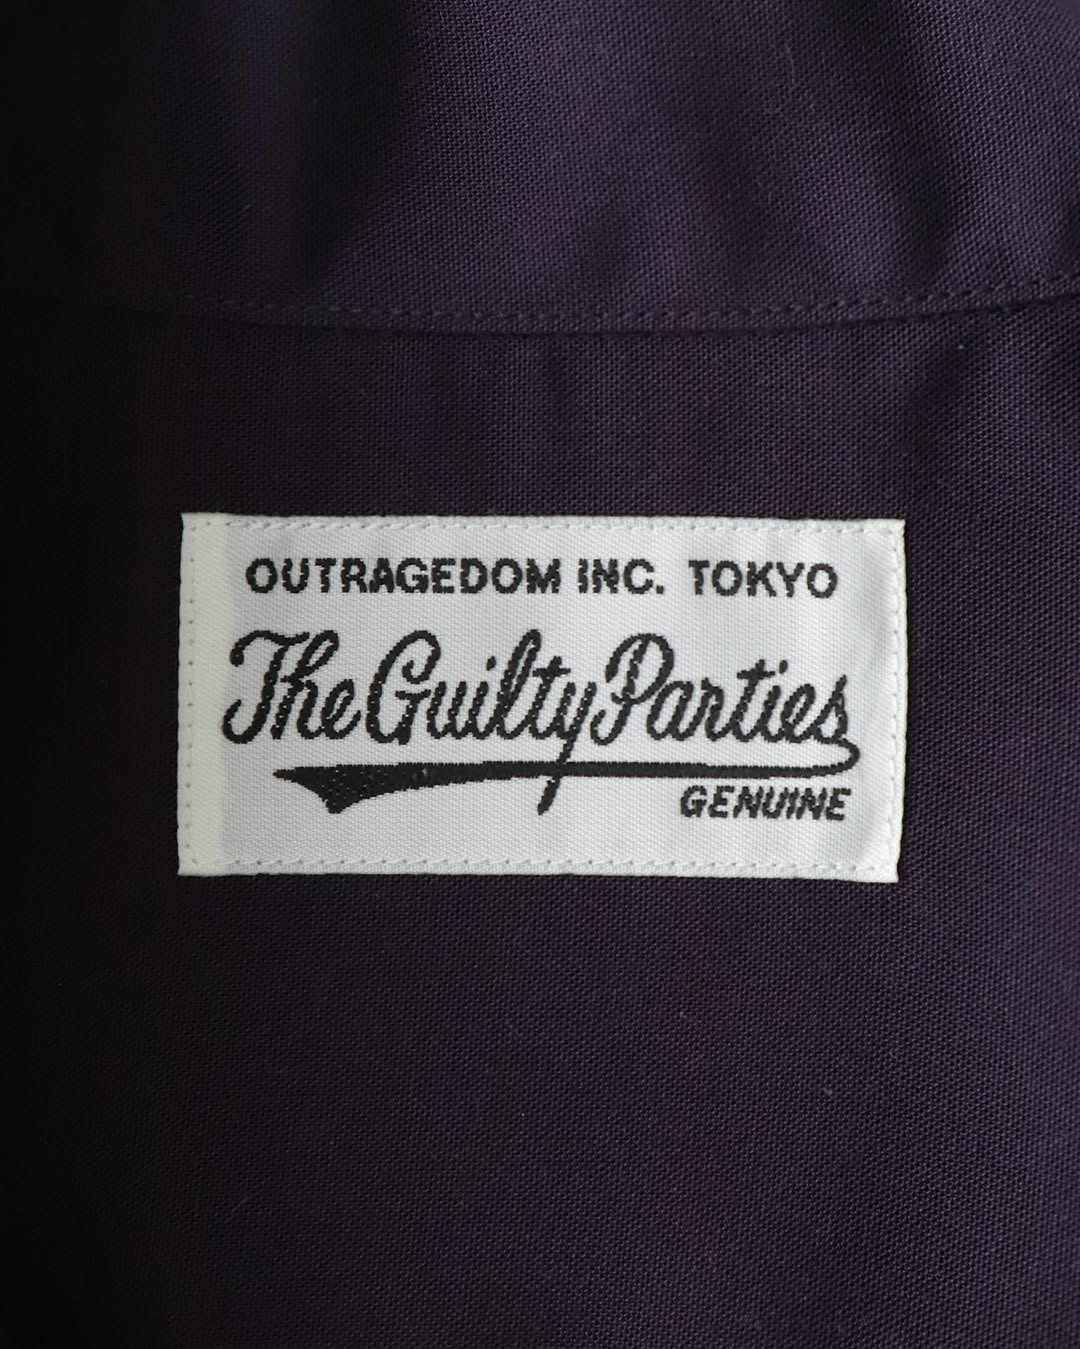 OUTRAGEDOM INC. TOKYO
The Guilty Parties
GENUINE